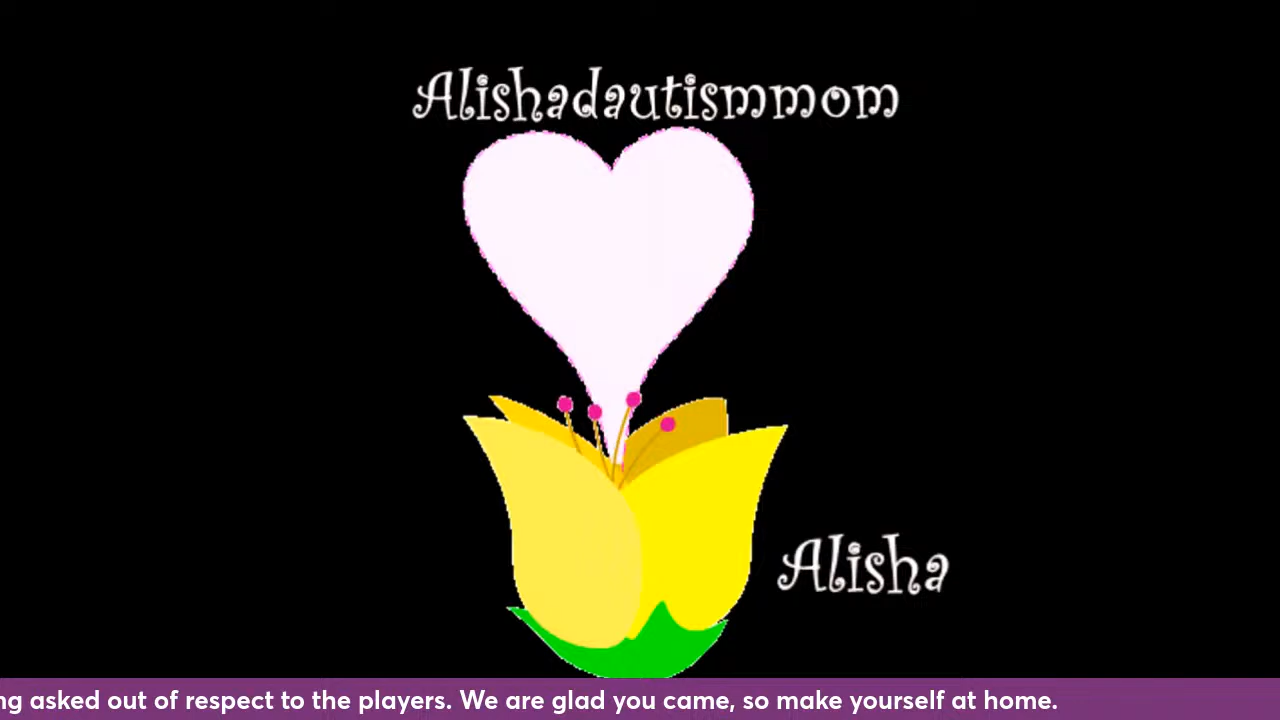 Alishadautismmom
Alisha
ng asked out of respect to the players. We are glad you came, so make yourself at home.